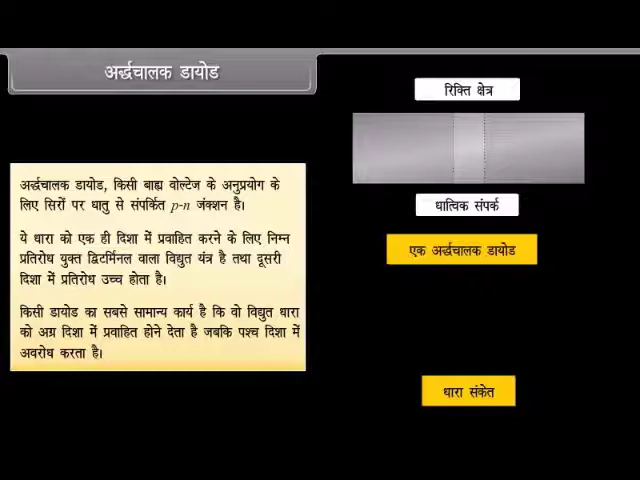 अर्द्धचालक डायोड
रिक्ति क्षेत्र
धात्विक संपर्क
एक अर्द्धचालक डायोड
धारा संकेत
अर्द्धचालक डायोड, किसी बाह्य वोल्टेज के अनुप्रयोग के
लिए सिरों पर धातु से संपर्कित p-n जंक्शन है।
ये धारा को एक ही दिशा में प्रवाहित करने के लिए निम्न
प्रतिरोध युक्त द्विटर्मिनल वाला विद्युत यंत्र है तथा दूसरी
दिशा में प्रतिरोध उच्च होता है।
किसी डायोड का सबसे सामान्य कार्य है कि वो विद्युत धारा
को अग्र दिशा में प्रवाहित होने देता है जबकि पश्च दिशा में
अवरोध करता है।